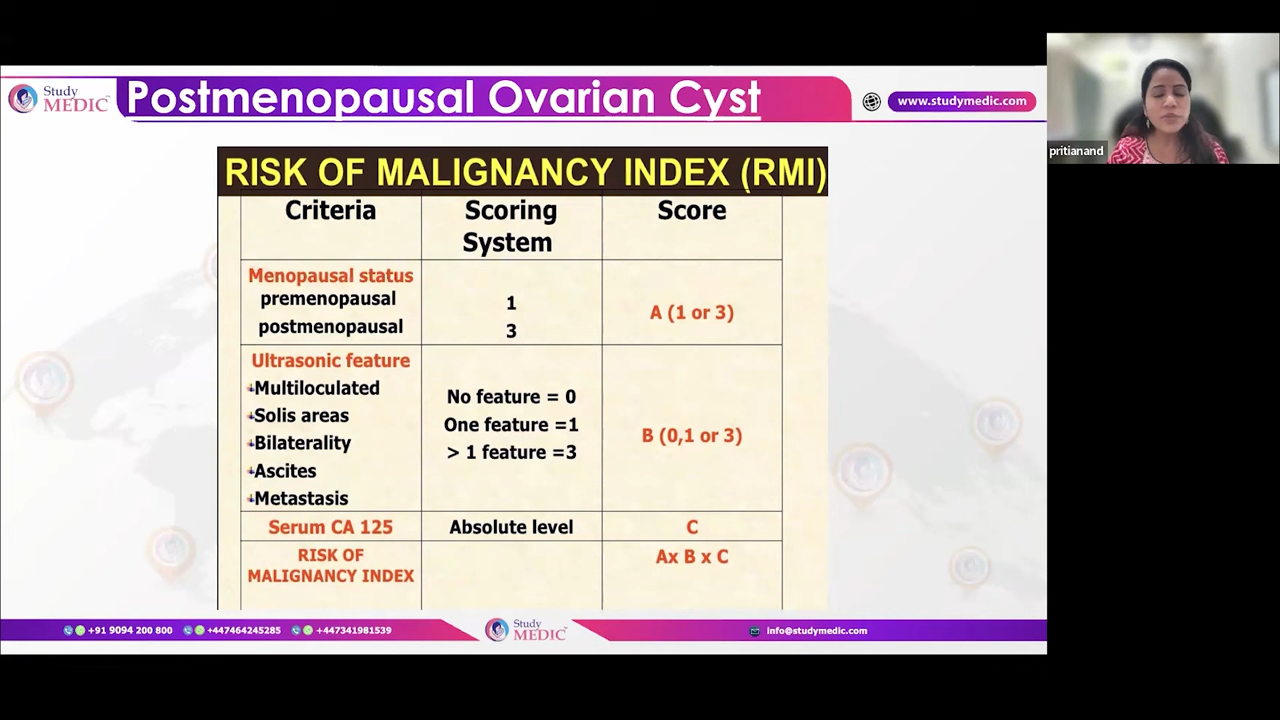 Study
MEDIC
Postmenopausal Ovarian Cyst
www.studymedic.com
pritianand
RISK OF MALIGNANCY INDEX (RMI)
Criteria
Scoring System
Score
Menopausal status
premenopausal
postmenopausal
1
3
A (1 or 3)
Ultrasonic feature
Multiloculated
Solis areas
Bilaterality
Ascites
Metastasis
No feature = 0
One feature =1
> 1 feature =3
B (0,1 or 3)
Serum CA 125
Absolute level
C
RISK OF
MALIGNANCY INDEX
Ax B x C
+91 9094 200 800
+447464245285
+447341981539
Study
MEDIC
info@studymedic.com